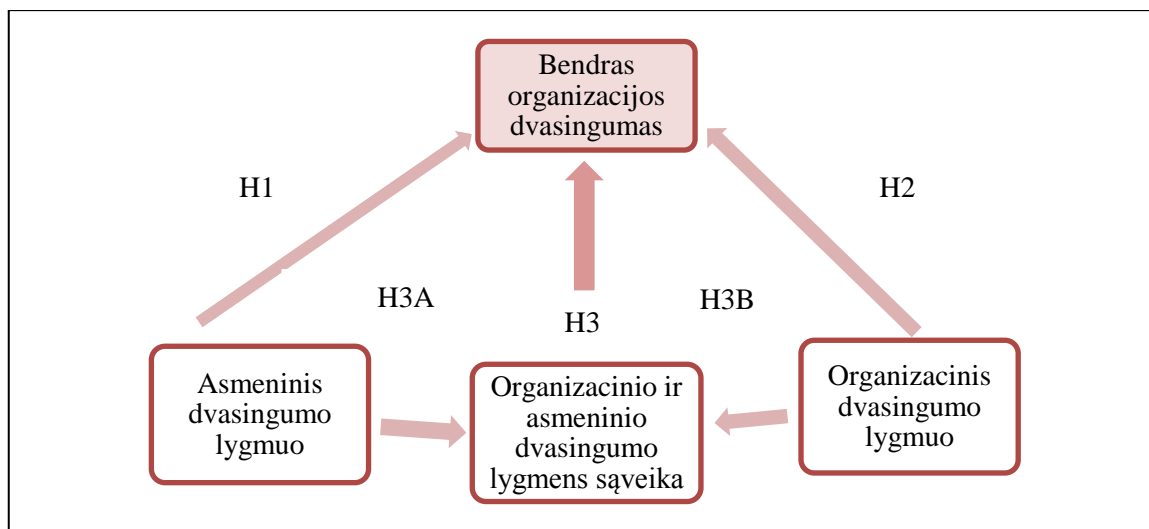 Bendras
organizacijos
dvasingumas
H1
H2
H3A
H3
H3B
Asmeninis
dvasingumo
lygmuo
Organizacinio ir
asmeninio
dvasingumo
lygmens sąveika
Organizacinis
dvasingumo
lygmuo